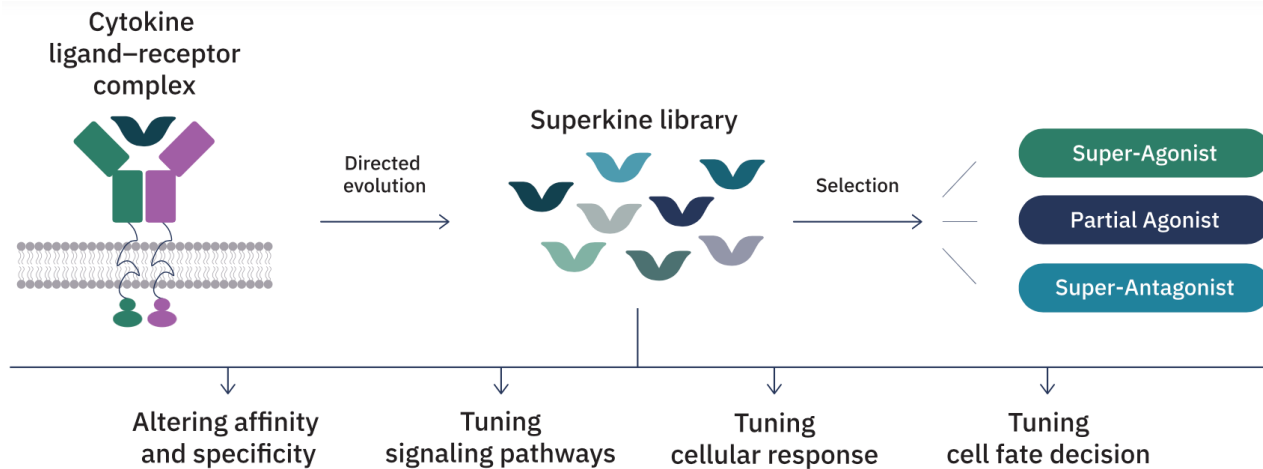 Cytokine
ligand–receptor
complex
Directed
evolution
Superkine library
Selection
Super-Agonist
Partial Agonist
Super-Antagonist
Altering affinity
and specificity
Tuning
signaling pathways
Tuning
cellular response
Tuning
cell fate decision